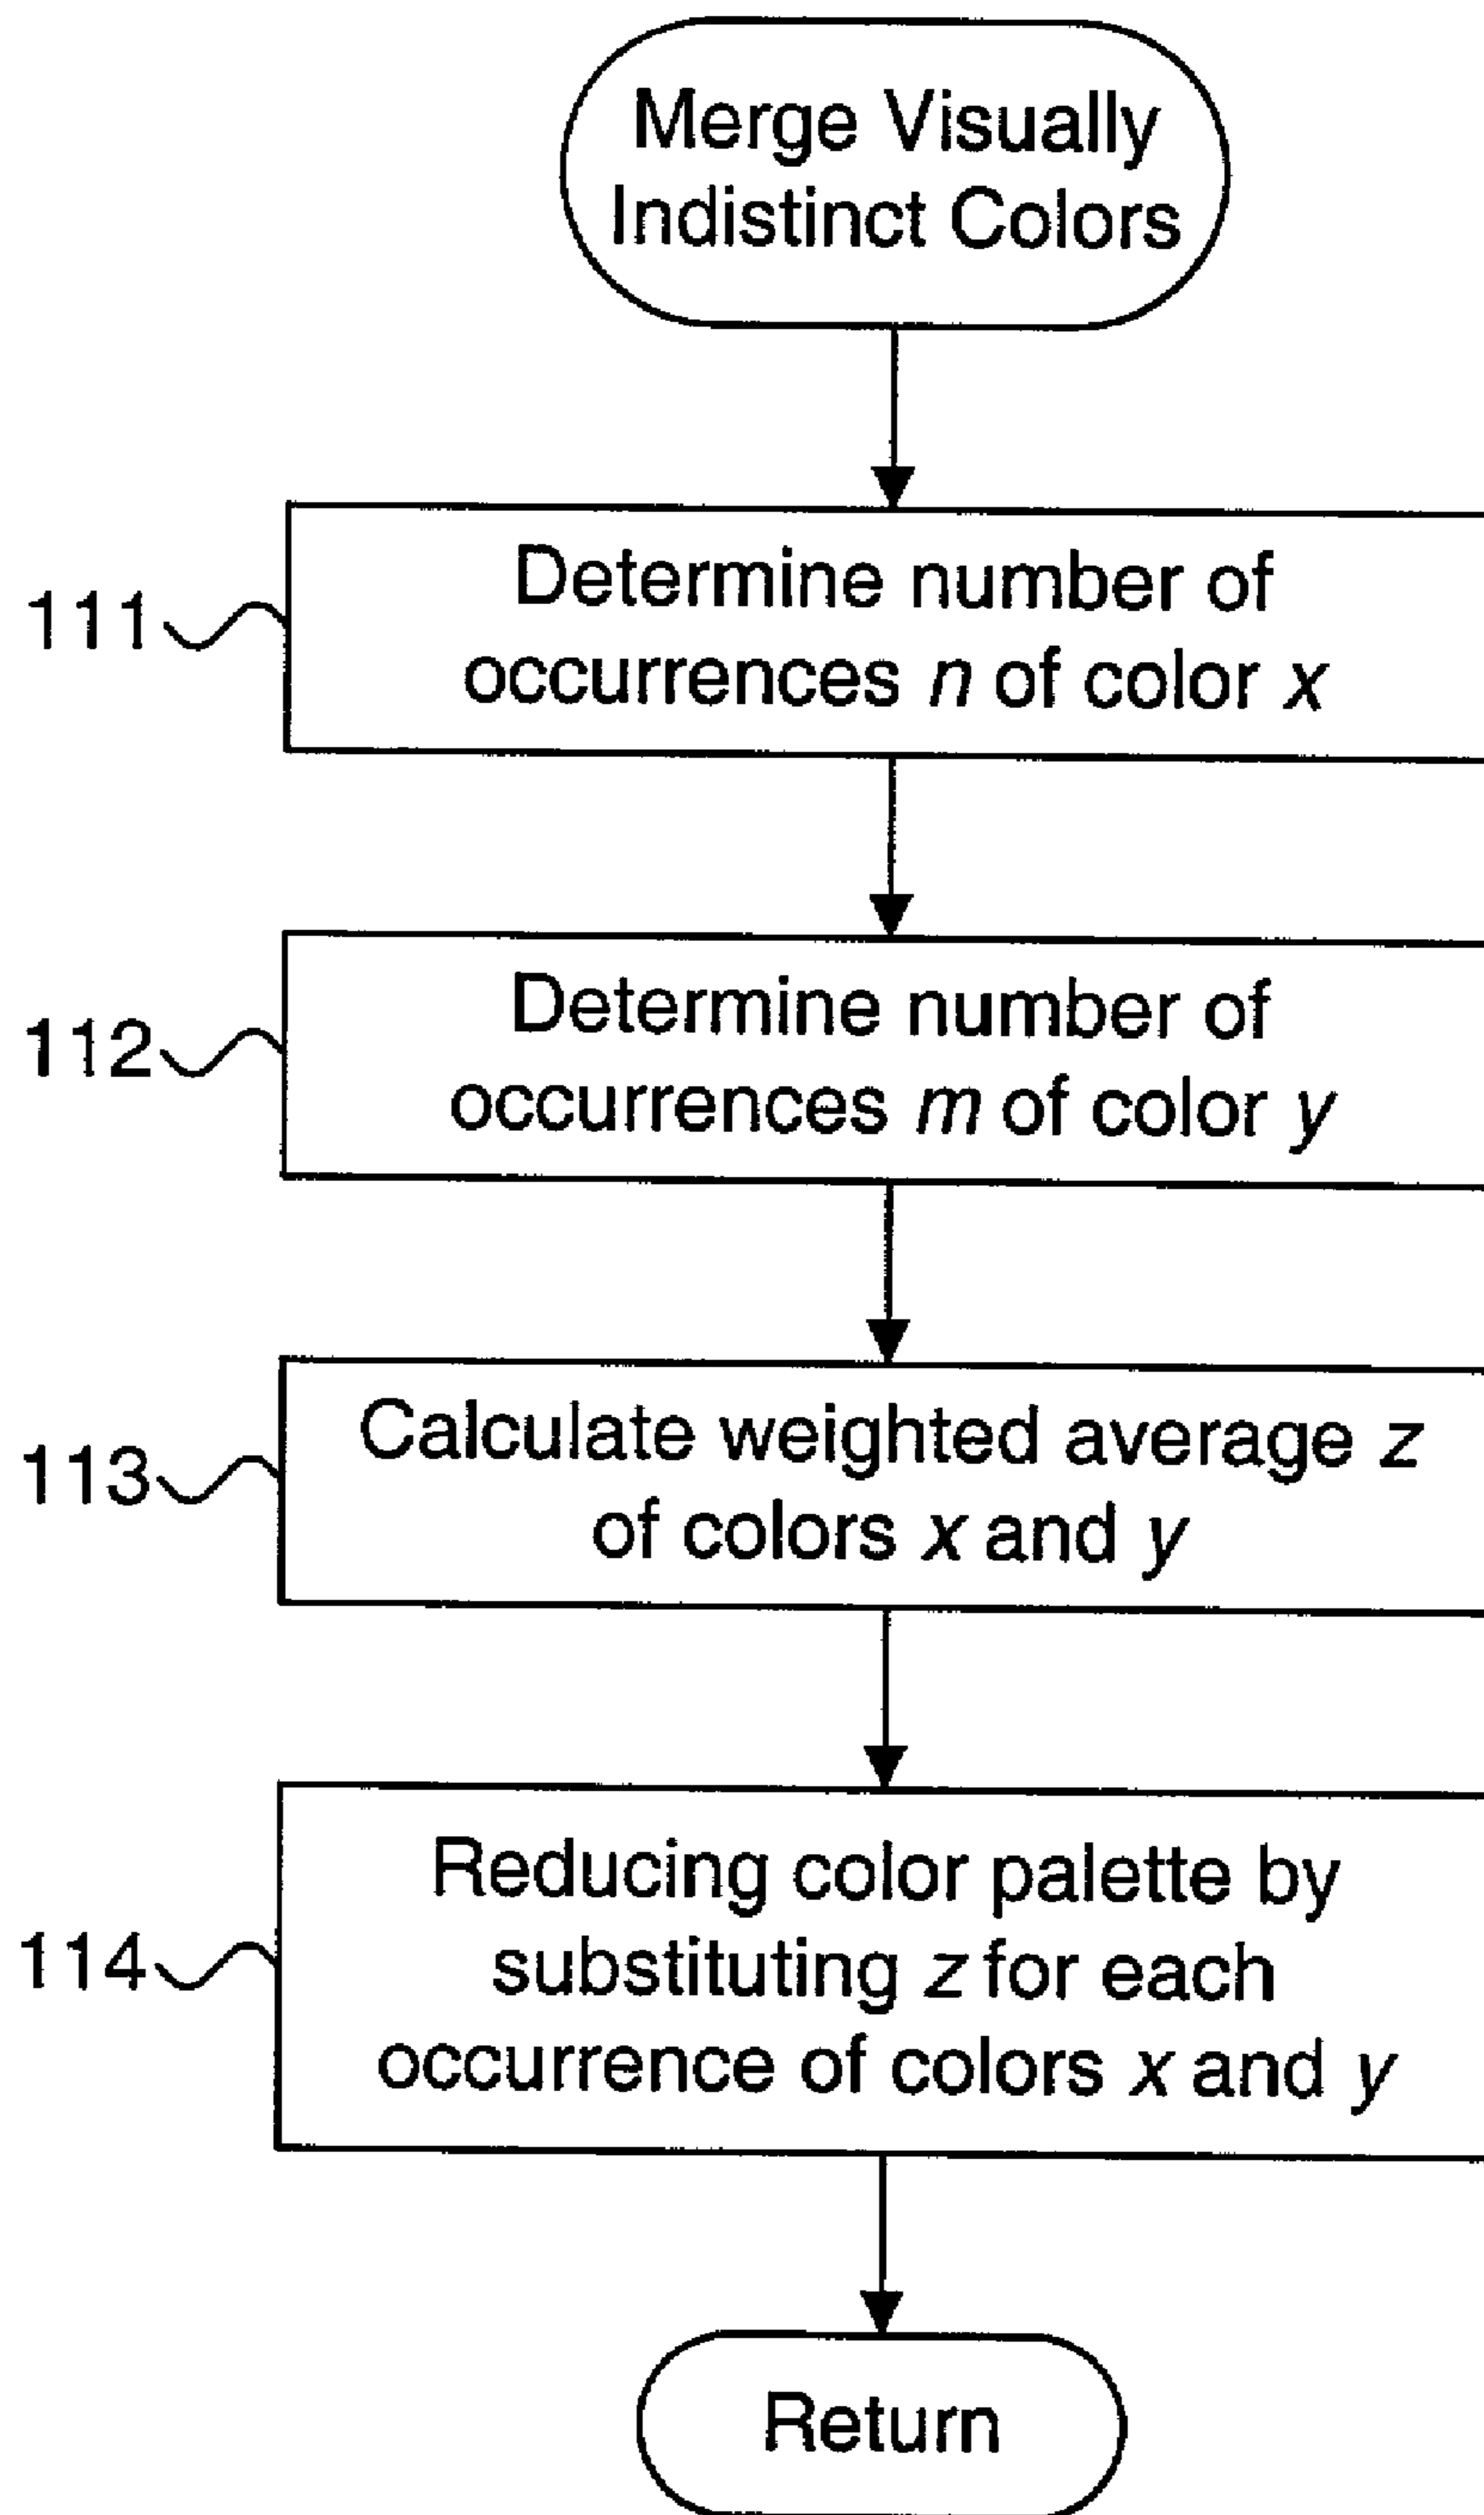 Merge Visually
Indistinct Colors
111
Determine number of
occurrences n of color x
112
Determine number of
occurrences m of color y
113
Calculate weighted average z
of colors x and y
114
Reducing color palette by
substituting z for each
occurrence of colors x and y
Return